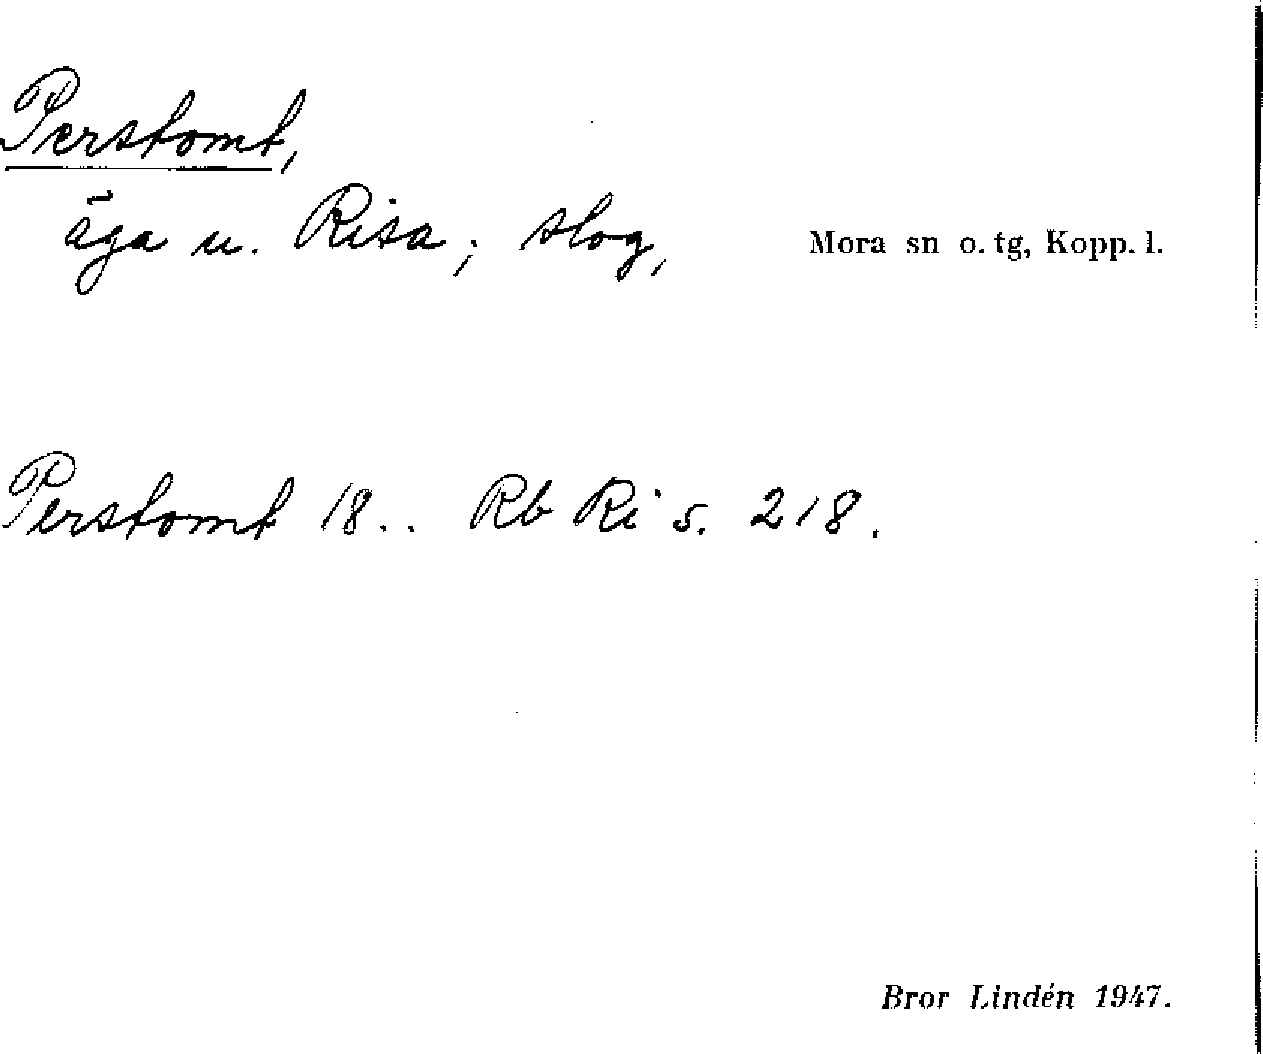 Perstomt,
äga u. Risa; slog, Mora sn o. tg, Kopp. l.
Perstomt 18.. Rb Ri s. 218.
Bror Lindén 1947.